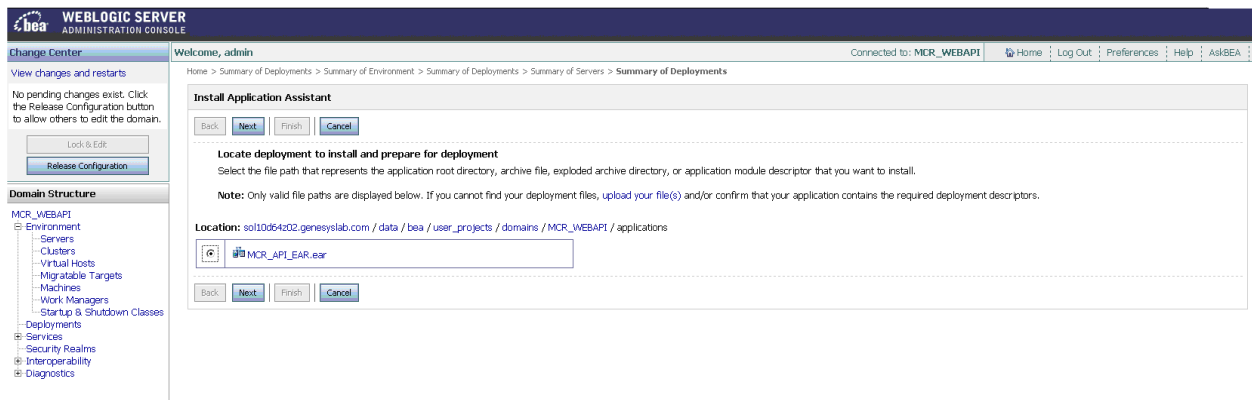 bea WEBLOGIC SERVER
ADMINISTRATION CONSOLE
Change Center
View changes and restarts
No pending changes exist. Click
the Release Configuration button
to allow others to edit the domain.
Lock & Edit
Release Configuration
Domain Structure
MCR_WEBAPI
Environment
Servers
Clusters
Virtual Hosts
Migratable Targets
Machines
Work Managers
Startup & Shutdown Classes
Deployments
Services
Security Realms
Interoperability
Diagnostics
Welcome, admin
Connected to: MCR_WEBAPI
Home
Log Out
Preferences
Help
AskBEA
Home > Summary of Deployments > Summary of Environment > Summary of Deployments > Summary of Servers > Summary of Deployments
Install Application Assistant
Back Next Finish Cancel
Locate deployment to install and prepare for deployment
Select the file path that represents the application root directory, archive file, exploded archive directory, or application module descriptor that you want to install.
Note: Only valid file paths are displayed below. If you cannot find your deployment files, upload your file(s) and/or confirm that your application contains the required deployment descriptors.
Location: sol10d64z02.genesyslab.com / data / bea / user_projects / domains / MCR_WEBAPI / applications
MCR_API_EAR.ear
Back Next Finish Cancel